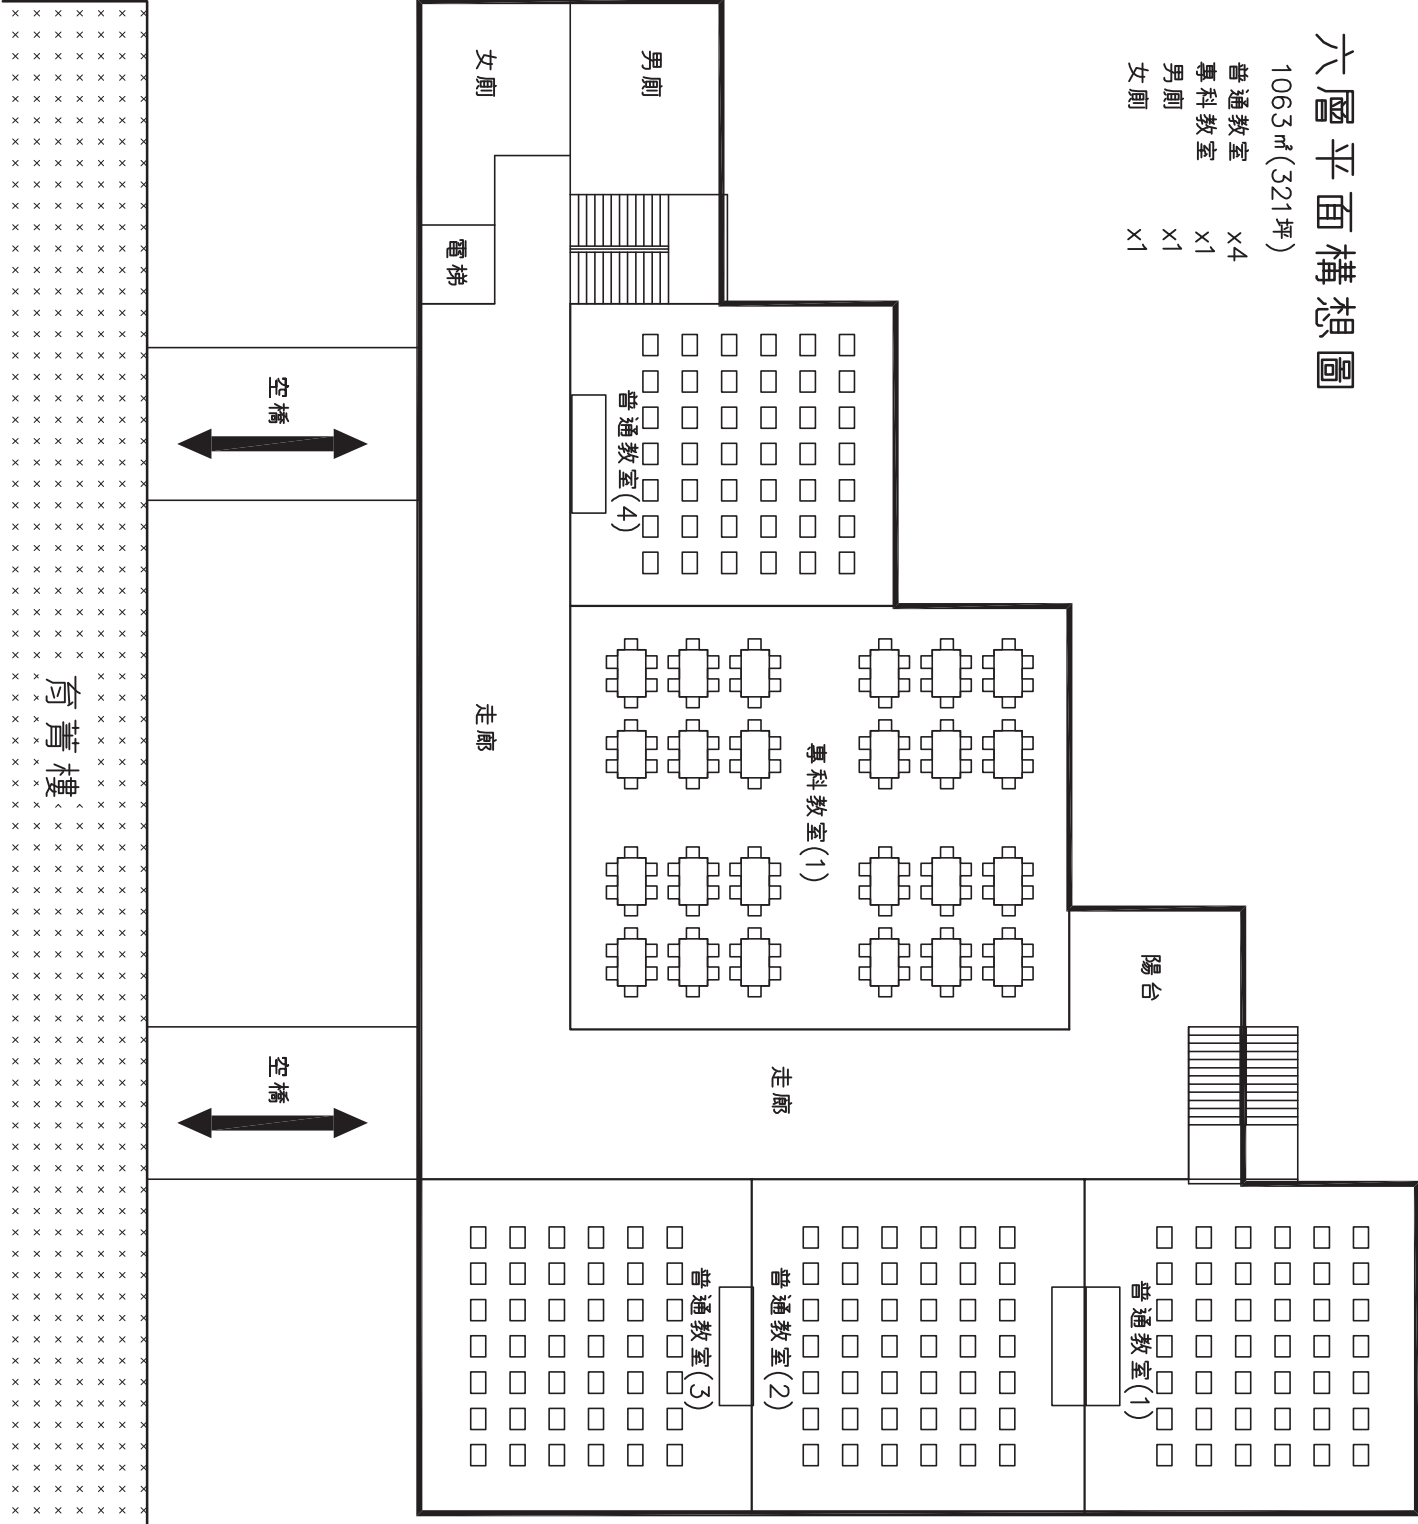 六層平面構想圖
1063㎡(321坪)
普通教室 x4
專科教室 x1
男廁 x1
女廁 x1
男廁
女廁
電梯
空橋
普通教室(4)
走廊
專科教室(1)
陽台
走廊
空橋
普通教室(1)
普通教室(2)
普通教室(3)
育菁樓